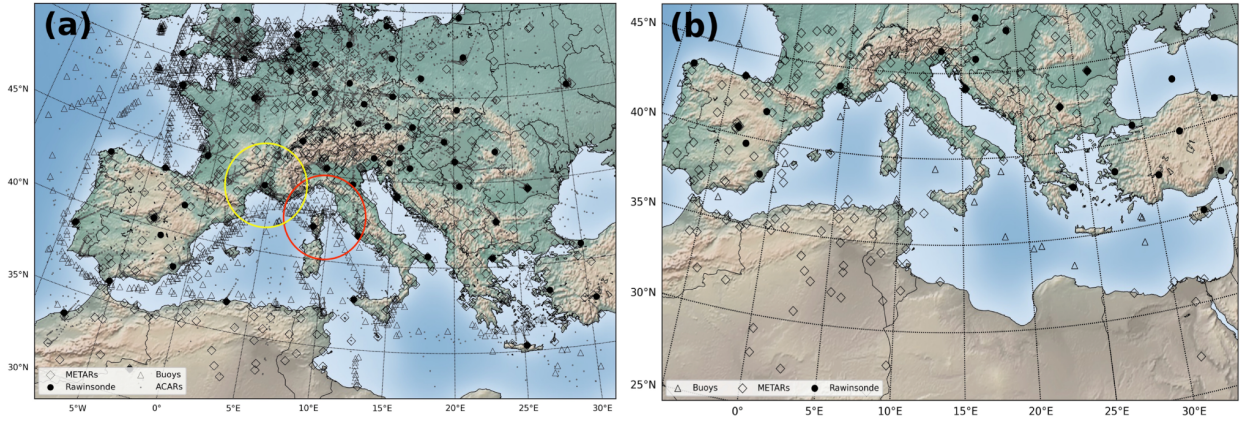 (a)
45°N
40°N
35°N
30°N
METARs
Buoys
Rawinsonde
ACARs
5°W
0°
5°E
10°E
15°E
20°E
25°E
30°E
(b)
45°N
40°N
35°N
30°N
25°N
Buoys
METARs
Rawinsonde
0°
5°E
10°E
15°E
20°E
25°E
30°E